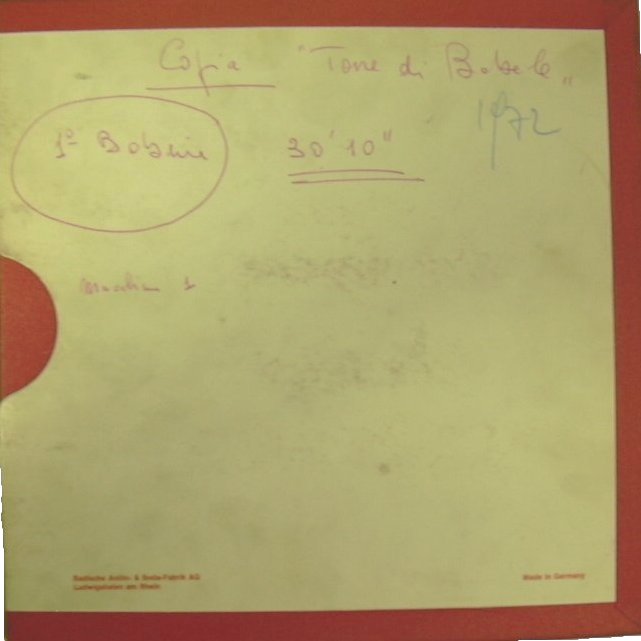 Copia "Torre di Babele"
1972
1ª Bobina 30' 10"
1
Badische Anilin- & Soda-Fabrik AG
Ludwigshafen am Rhein
Made in Germany